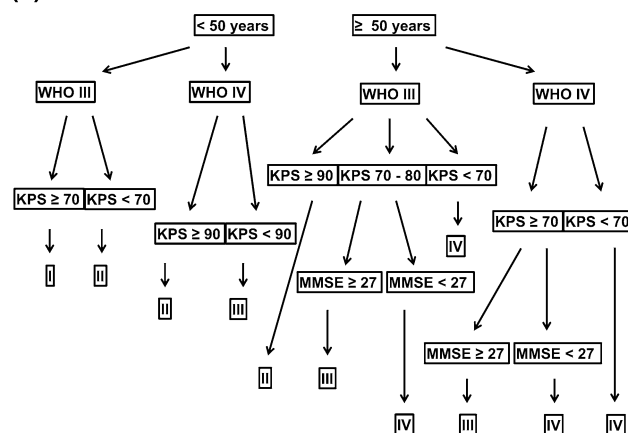 < 50 years
≥ 50 years
WHO III
WHO IV
WHO III
WHO IV
KPS ≥ 90
KPS 70 - 80
KPS < 70
KPS ≥ 70
KPS < 70
KPS ≥ 70
KPS < 70
KPS ≥ 90
KPS < 90
IV
I
II
MMSE ≥ 27
MMSE < 27
II
III
MMSE ≥ 27
MMSE < 27
II
III
IV
III
IV
IV